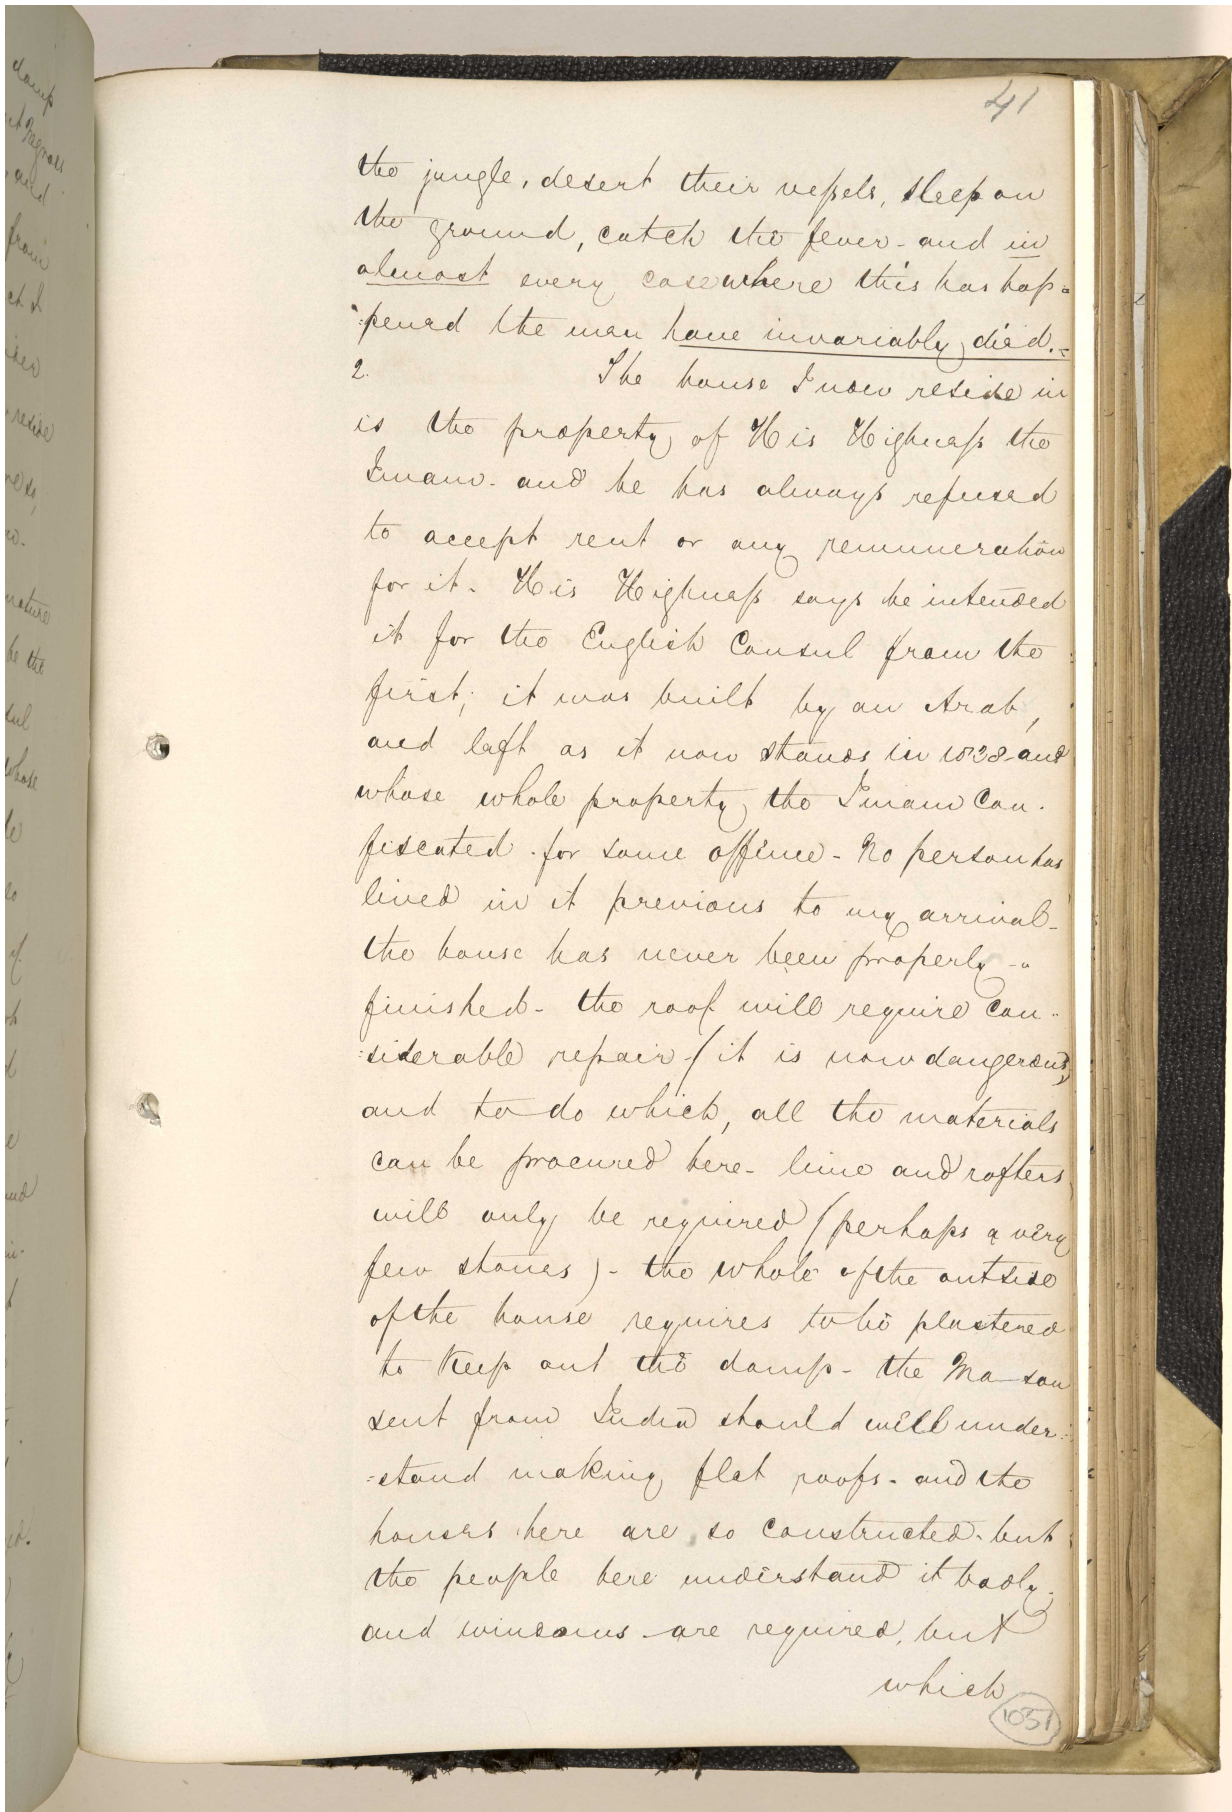 41
the jungle, desert their vessels, sleep on
the ground, catch the fever - and in
almost every case where this has hap=
=pened the men have invariably died. -
2. The house I now reside in
is the property of His Highness the
Imam - and he has always refused
to accept rent or any remuneration
for it. His Highness says he intended
it for the English Consul from the
first; it was built by an Arab,
and left as it now stands in 1838 - and
whose whole property the Imam Con-
fiscated for some offence - No person has
lived in it previous to my arrival -
the house has never been properly -
finished - the roof will require Con-
:siderable repair - (it is now dangerous)
and to do which, all the materials
can be procured here - lime and rafters
will only be required (perhaps a very
few stones) - the whole of the outside
of the house requires to be plastered
to Keep out the damp - the Mason
sent from India should well under-
=stand making flat roofs - and the
houses here are so constructed - but
the people here understand it badly.
and windows are required, but
which
1051